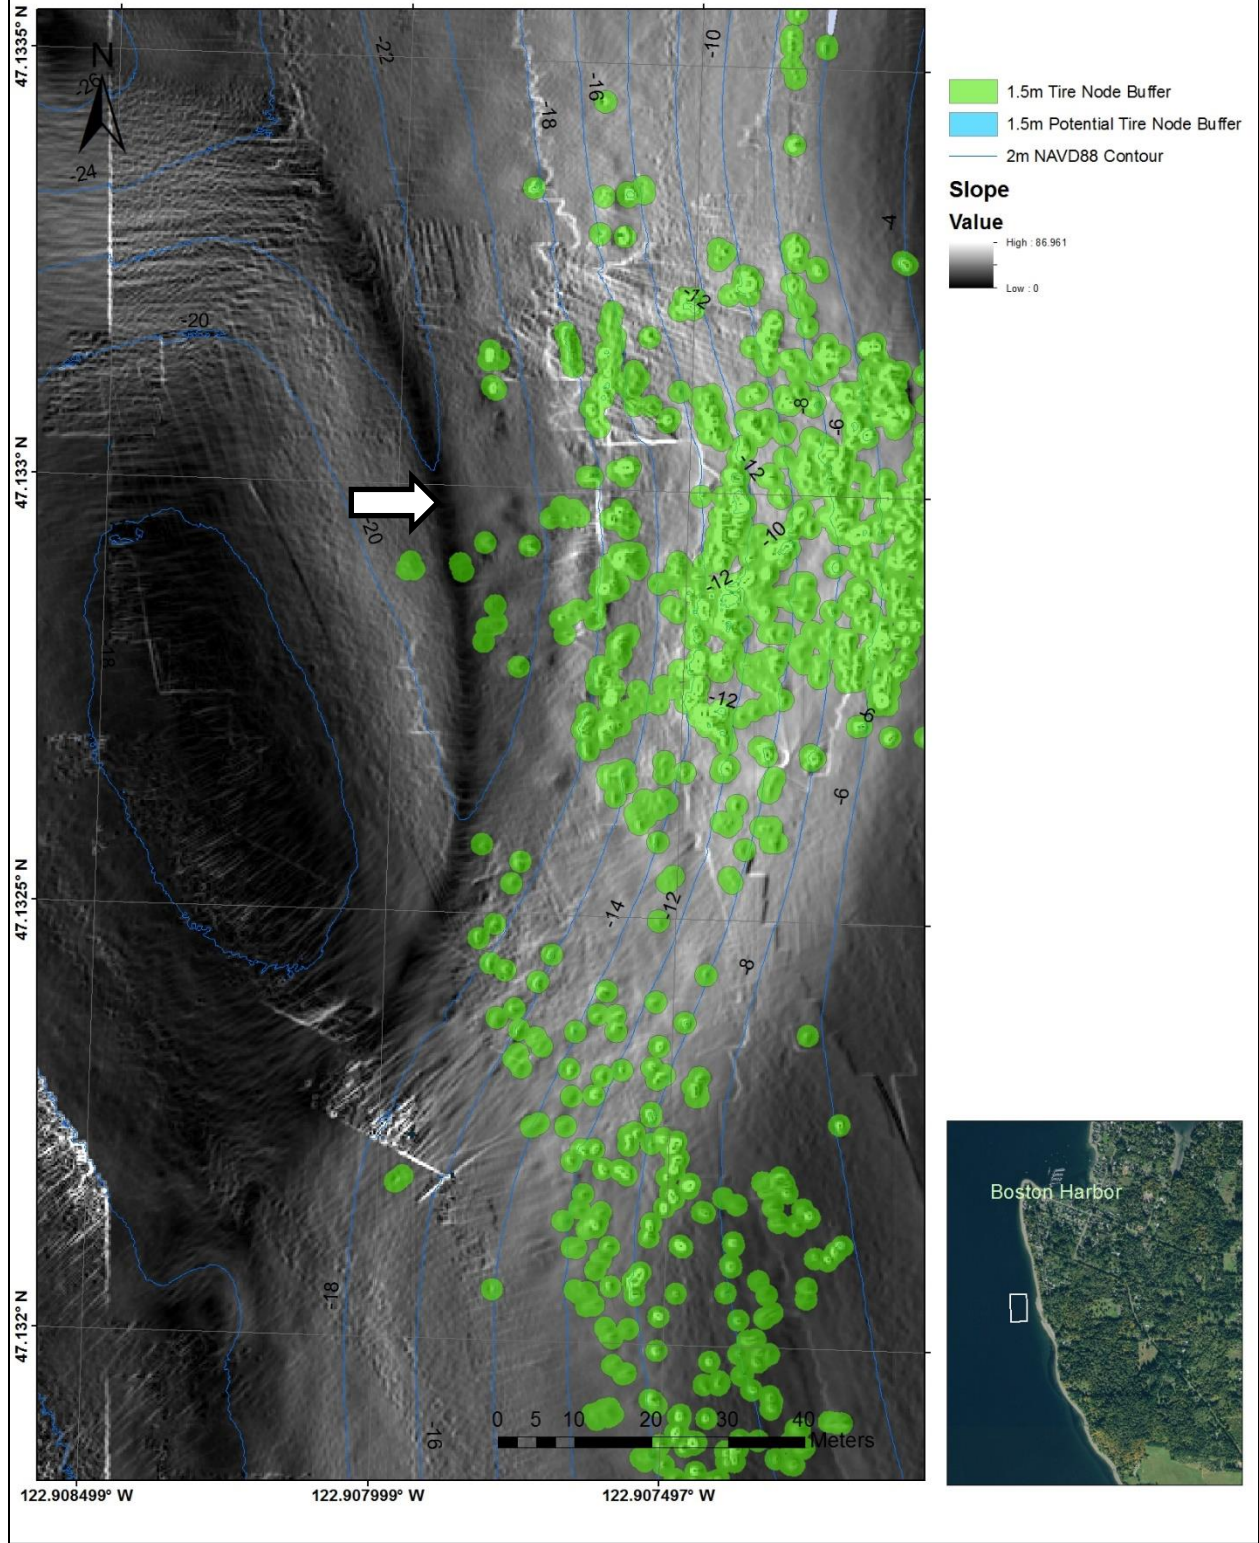 47.1335° N
47.133° N
47.1325° N
47.132° N
N
-26
-24
-22
-20
-18
-16
-10
-4
-12
-8
-6
-12
-10
-12
-12
-6
-6
-20
-18
-14
-12
-8
-18
-16
0 5 10 20 30 40
Meters
122.908499° W
122.907999° W
122.907497° W
1.5m Tire Node Buffer
1.5m Potential Tire Node Buffer
2m NAVD88 Contour
Slope
Value
High : 86.961
Low : 0
Boston Harbor